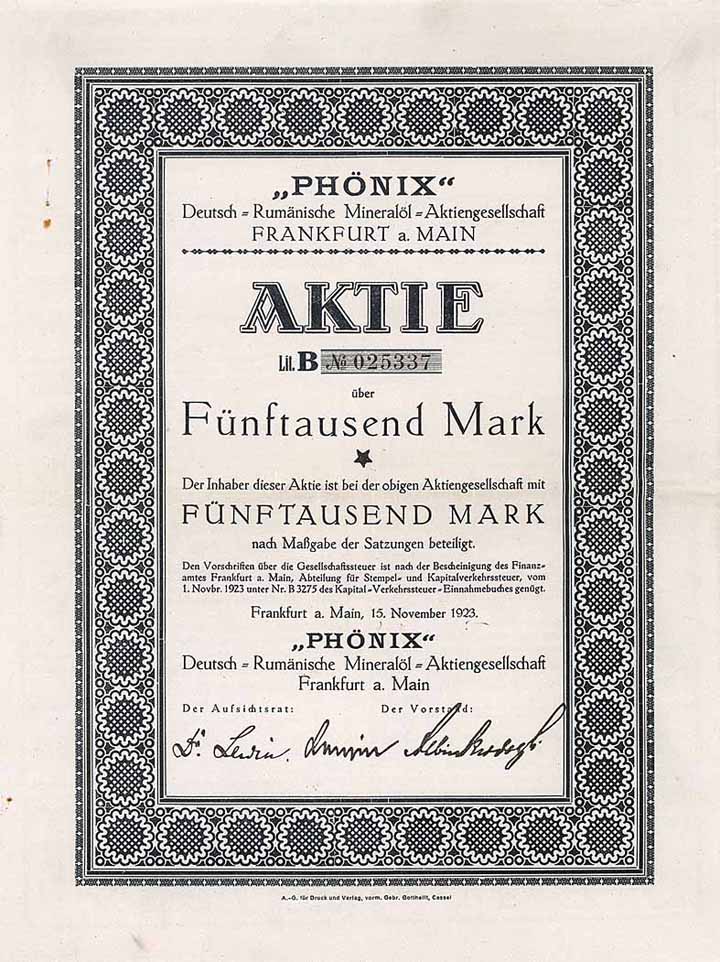 „PHÖNIX“
Deutsch = Rumänische Mineralöl = Aktiengesellschaft
FRANKFURT a. MAIN
AKTIE
Lit. B № 025337
über
Fünftausend Mark
Der Inhaber dieser Aktie ist bei der obigen Aktiengesellschaft mit
FÜNFTAUSEND MARK
nach Maßgabe der Satzungen beteiligt.
Den Vorschriften über die Gesellschaftssteuer ist nach der Bescheinigung des Finanz-
amtes Frankfurt a. Main, Abteilung für Stempel- und Kapitalverkehrssteuer, vom
1. Novbr. 1923 unter Nr. B 3275 des Kapital-Verkehrssteuer-Einnahmebuches genügt.
Frankfurt a. Main, 15. November 1923.
„PHÖNIX“
Deutsch = Rumänische Mineralöl = Aktiengesellschaft
Frankfurt a. Main
Der Aufsichtsrat: Der Vorstand:
Dr. Lewin.
A.-G. für Druck und Verlag, vorm. Gebr. Gotthelft, Cassel